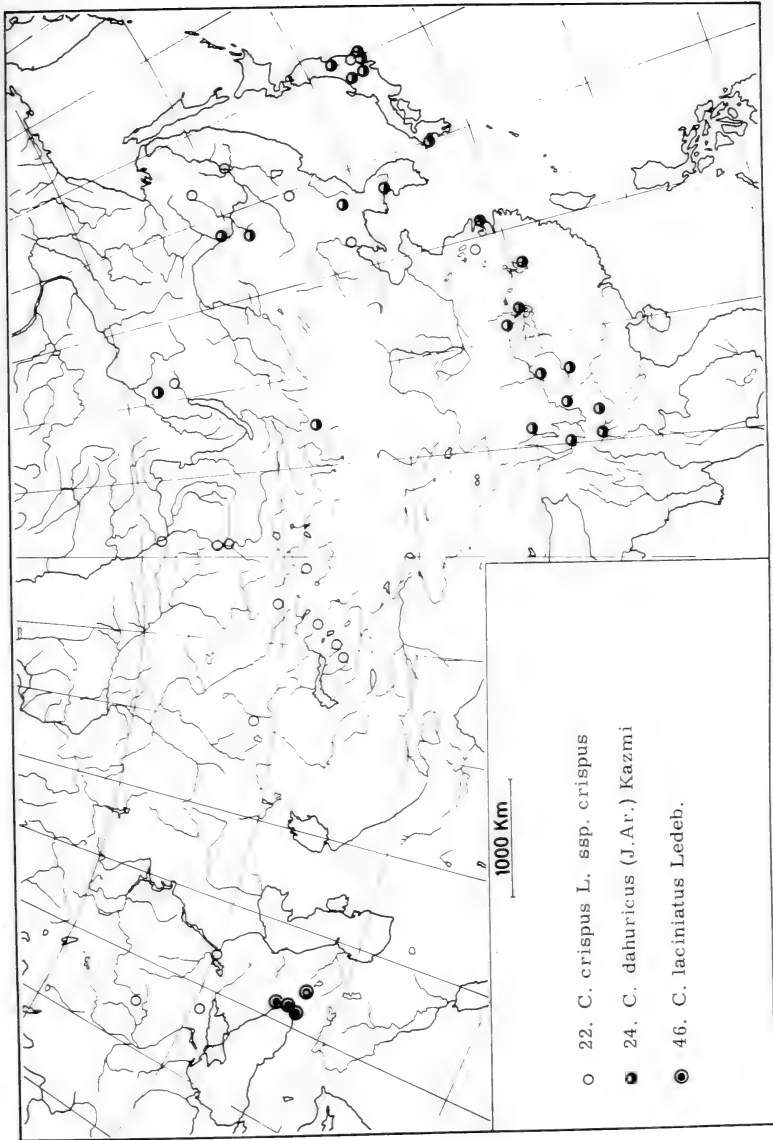 1000 Km
22. C. crispus L. ssp. crispus
24. C. dahuricus (J.Ar.) Kazmi
46. C. laciniatus Ledeb.